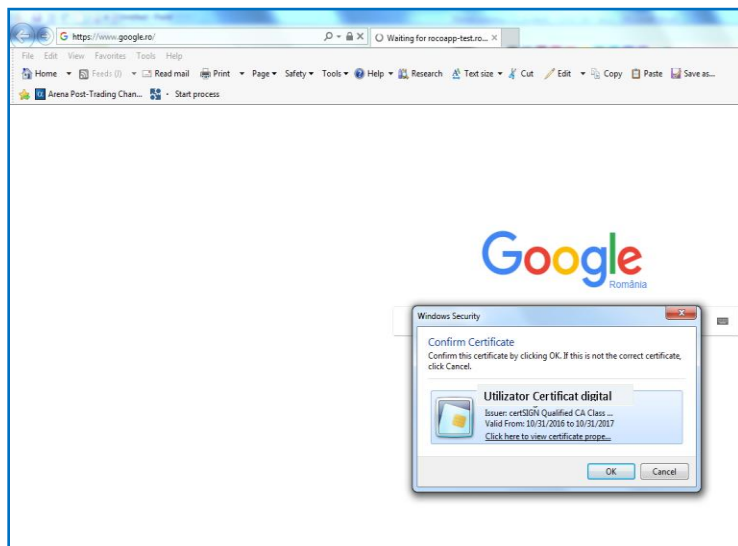 https://www.google.ro/
Waiting for rocoapp-test.ro...
File Edit View Favorites Tools Help
Home Feeds (J) Read mail Print Page Safety Tools Help Research Text size Cut Edit Copy Paste Save as...
Arena Post-Trading Chan... - Start process
Google
România
Windows Security
Confirm Certificate
Confirm this certificate by clicking OK. If this is not the correct certificate,
click Cancel.
Utilizator Certificat digital
Issuer: certSIGN Qualified CA Class ...
Valid From: 10/31/2016 to 10/31/2017
Click here to view certificate prope...
OK Cancel